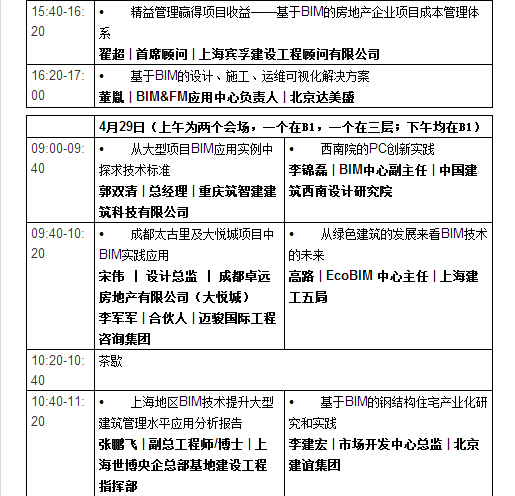 15:40-16:
20
• 精益管理赢得项目收益——基于BIM的房地产企业项目成本管理体
系
翟超 | 首席顾问 | 上海宾孚建设工程顾问有限公司
16:20-17:
00
• 基于BIM的设计、施工、运维可视化解决方案
董胤 | BIM&FM应用中心负责人 | 北京达美盛
4月29日（上午为两个会场，一个在B1，一个在三层；下午均在B1）
09:00-09:
40
• 从大型项目BIM应用实例中
探求技术标准
郭双清 | 总经理 | 重庆筑智建建
筑科技有限公司
• 西南院的PC创新实践
李锦磊 | BIM中心副主任 | 中国建
筑西南设计研究院
09:40-10:
20
• 成都太古里及大悦城项目中
BIM实践应用
宋伟 | 设计总监 | 成都卓远
房地产有限公司（大悦城）
李军军 | 合伙人 | 迈骏国际工程
咨询集团
• 从绿色建筑的发展来看BIM技术
的未来
高路 | EcoBIM 中心主任 | 上海建
工五局
10:20-10:
40
茶歇
10:40-11:
20
• 上海地区BIM技术提升大型
建筑管理水平应用分析报告
张鹏飞 | 副总工程师/博士 | 上
海世博央企总部基地建设工程
指挥部
• 基于BIM的钢结构住宅产业化研
究和实践
李建宏 | 市场开发中心总监 | 北京
建谊集团